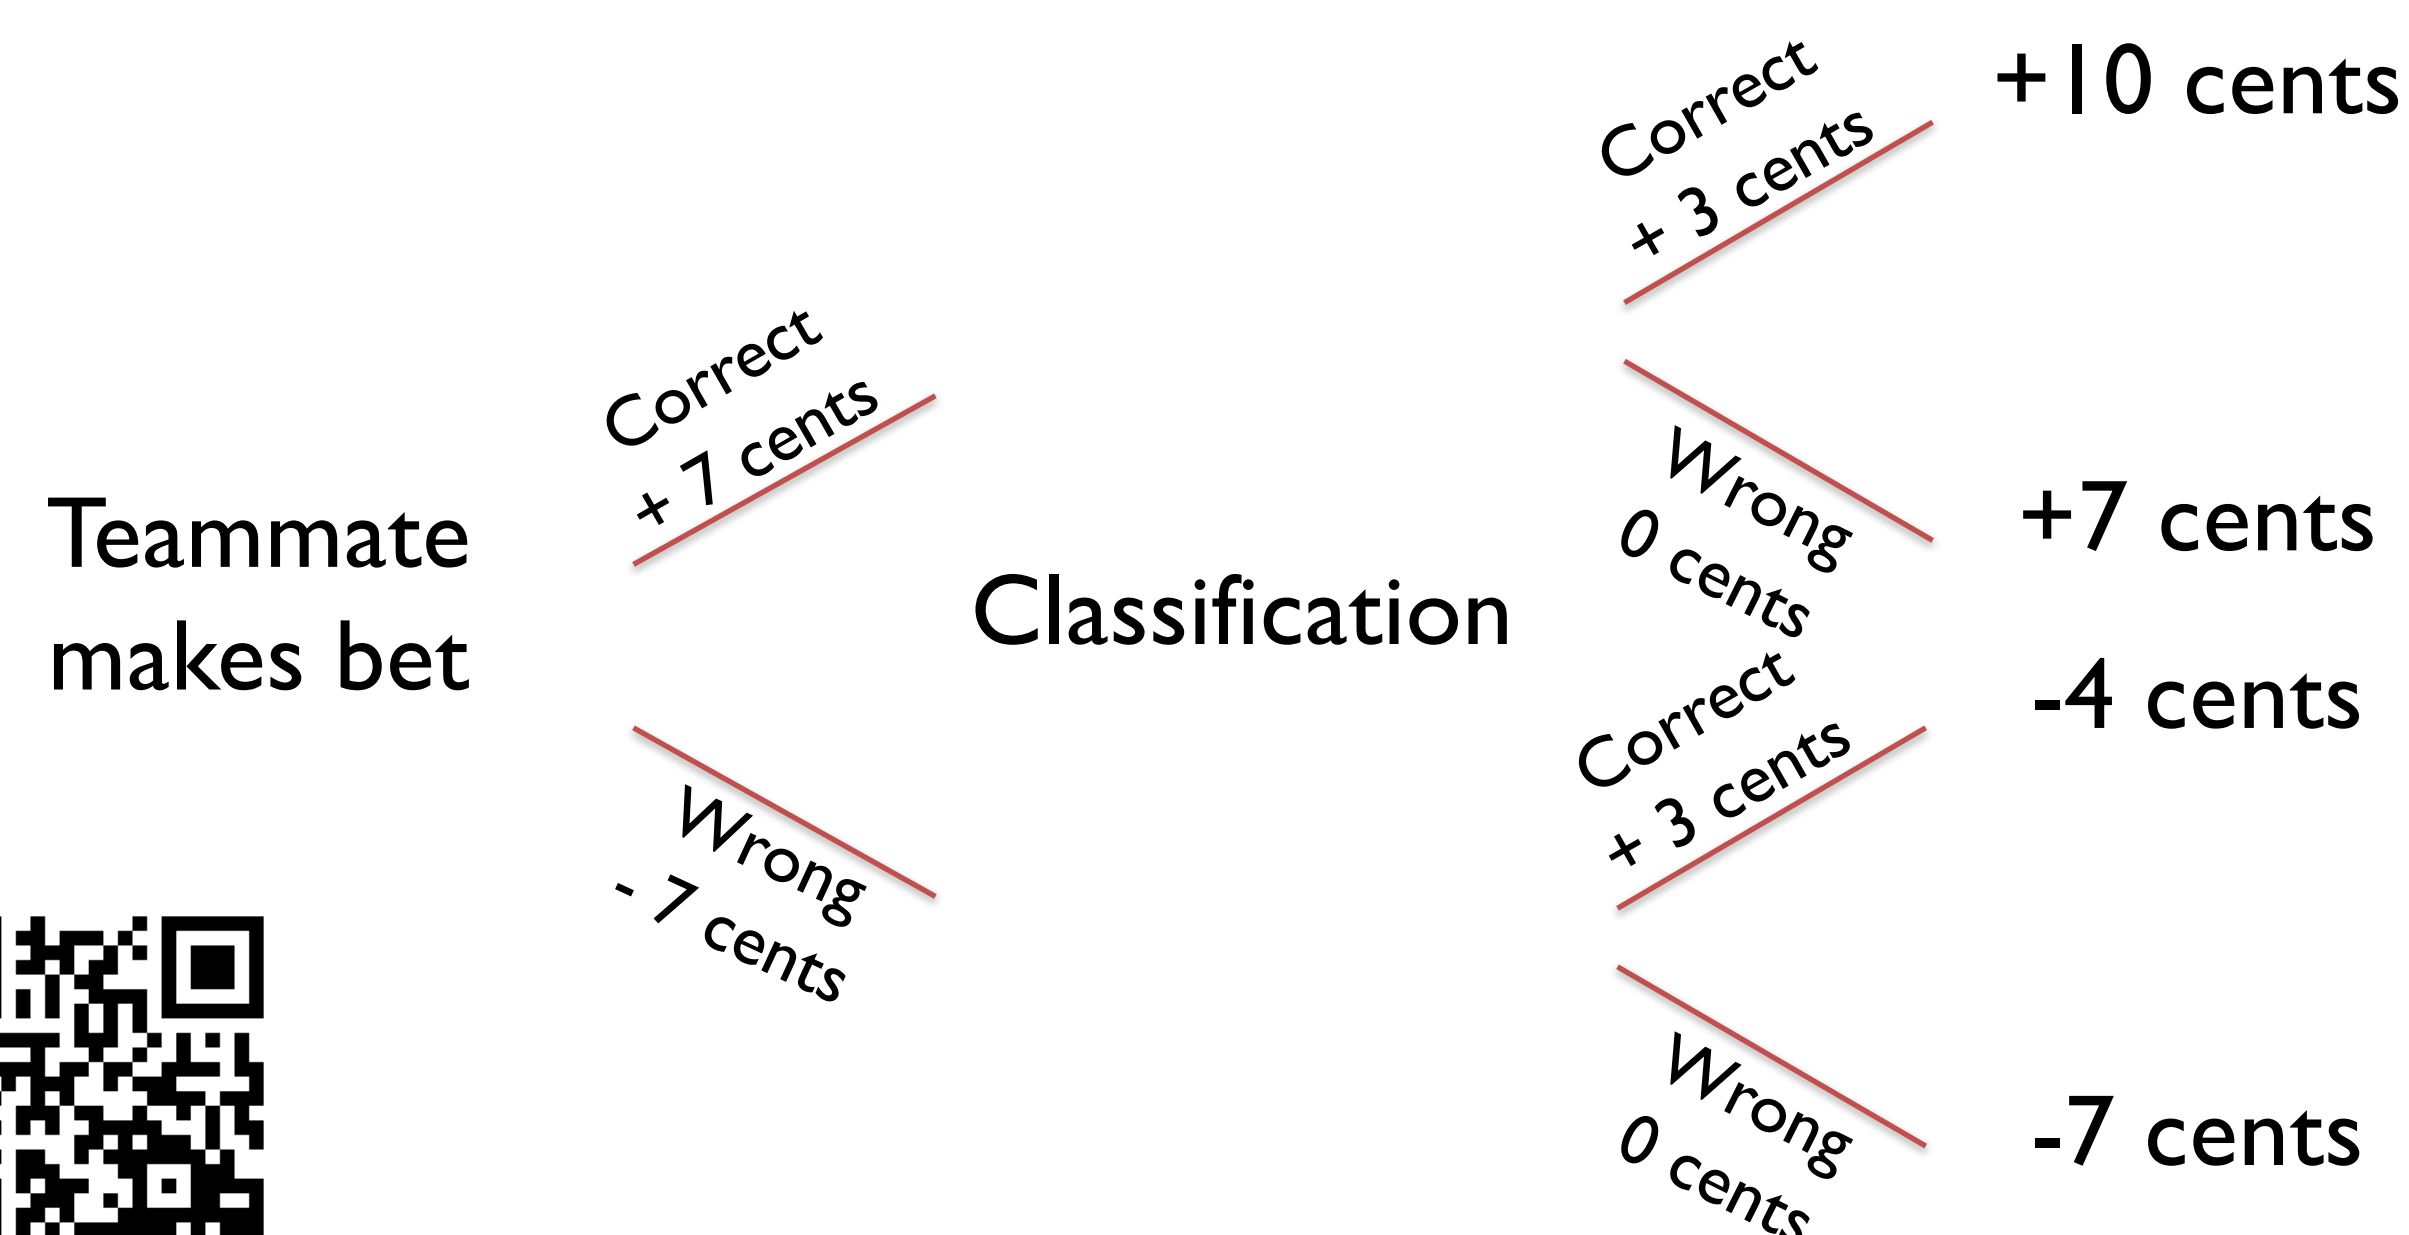 Teammate
makes bet
Correct
+ 7 cents
Wrong
- 7 cents
Classification
Correct
+ 3 cents
Wrong
0 cents
Correct
+ 3 cents
Wrong
0 cents
+10 cents
+7 cents
-4 cents
-7 cents